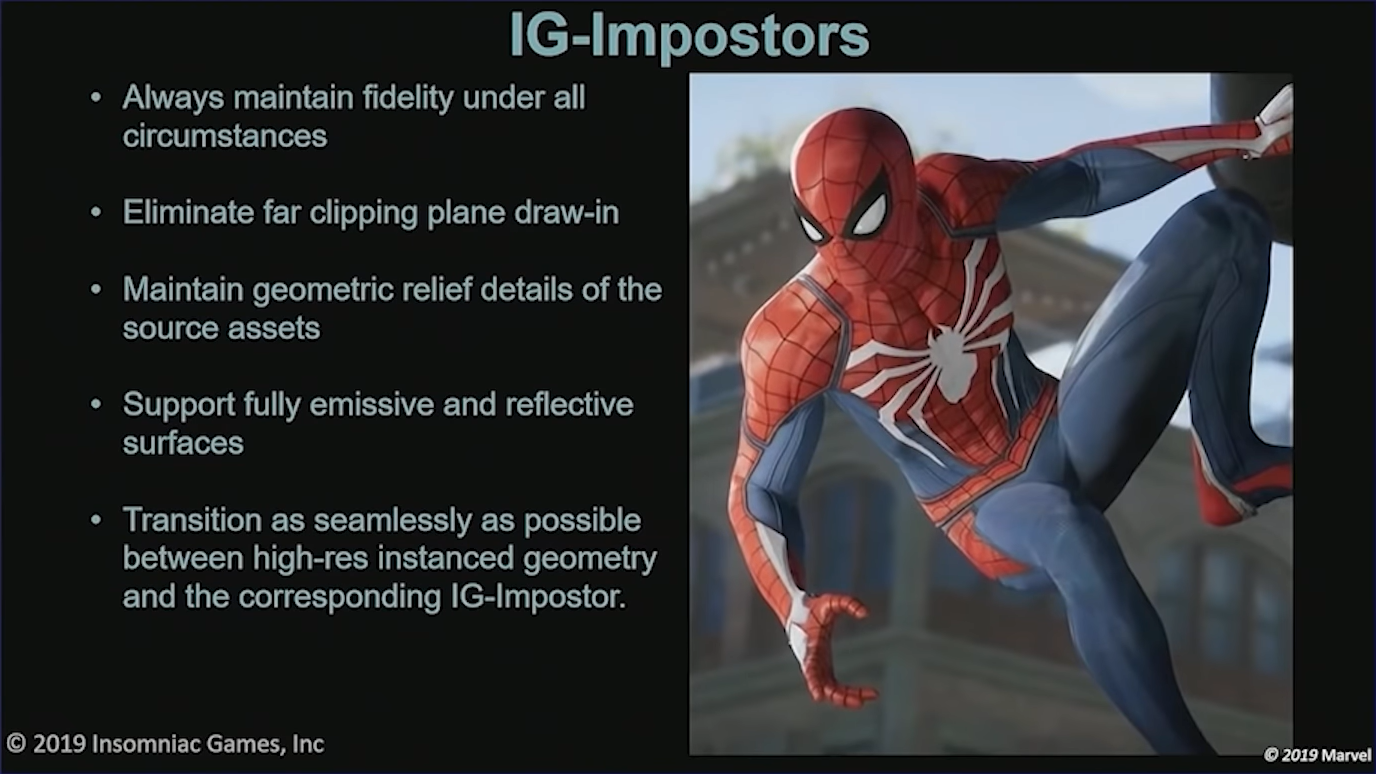 IG-Impostors
• Always maintain fidelity under all
circumstances
• Eliminate far clipping plane draw-in
• Maintain geometric relief details of the
source assets
• Support fully emissive and reflective
surfaces
• Transition as seamlessly as possible
between high-res instanced geometry
and the corresponding IG-Impostor.
© 2019 Insomniac Games, Inc
© 2019 Marvel